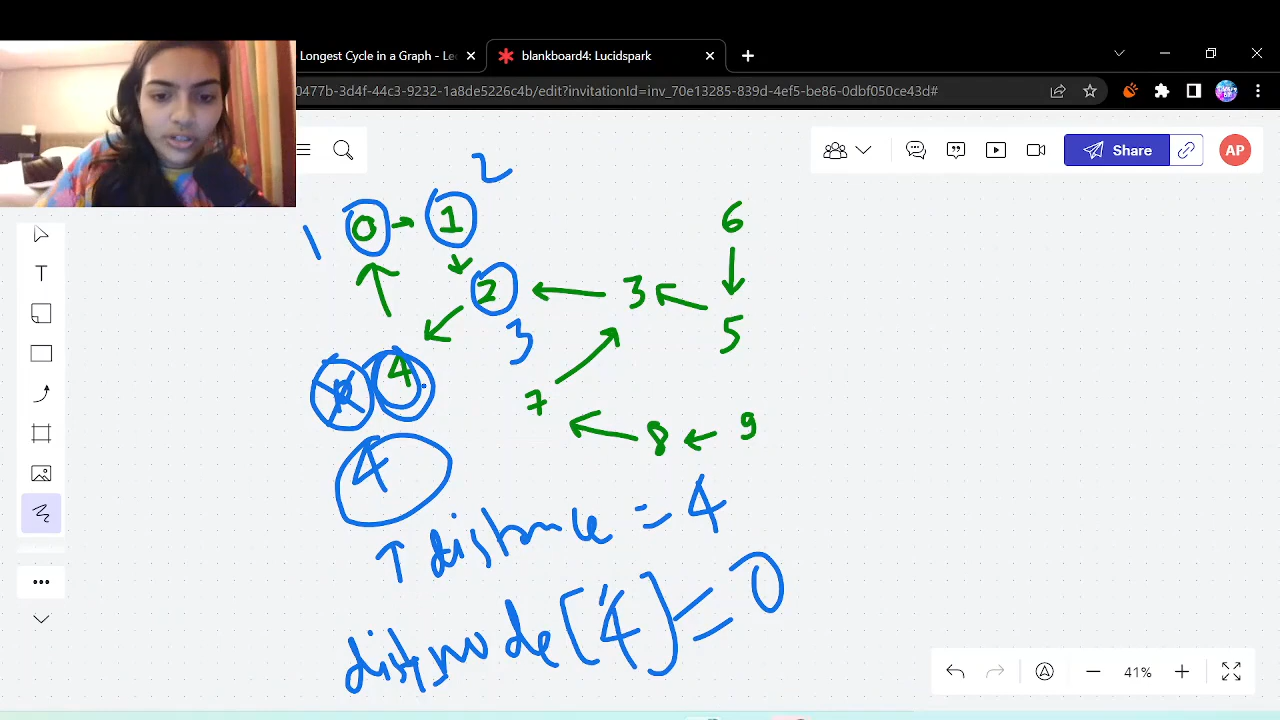 Longest Cycle in a Graph - Lee
blankboard4: Lucidspark
0477b-3d4f-44c3-9232-1a8de5226c4b/edit?invitationId=inv_70e13285-839d-4ef5-be86-0dbf050ce43d#
Share
AP
T
2
1 0 1
6
2 3
5
3
4
7
8 9
4
↑ distance = 4
distnode[4] = 0
41%